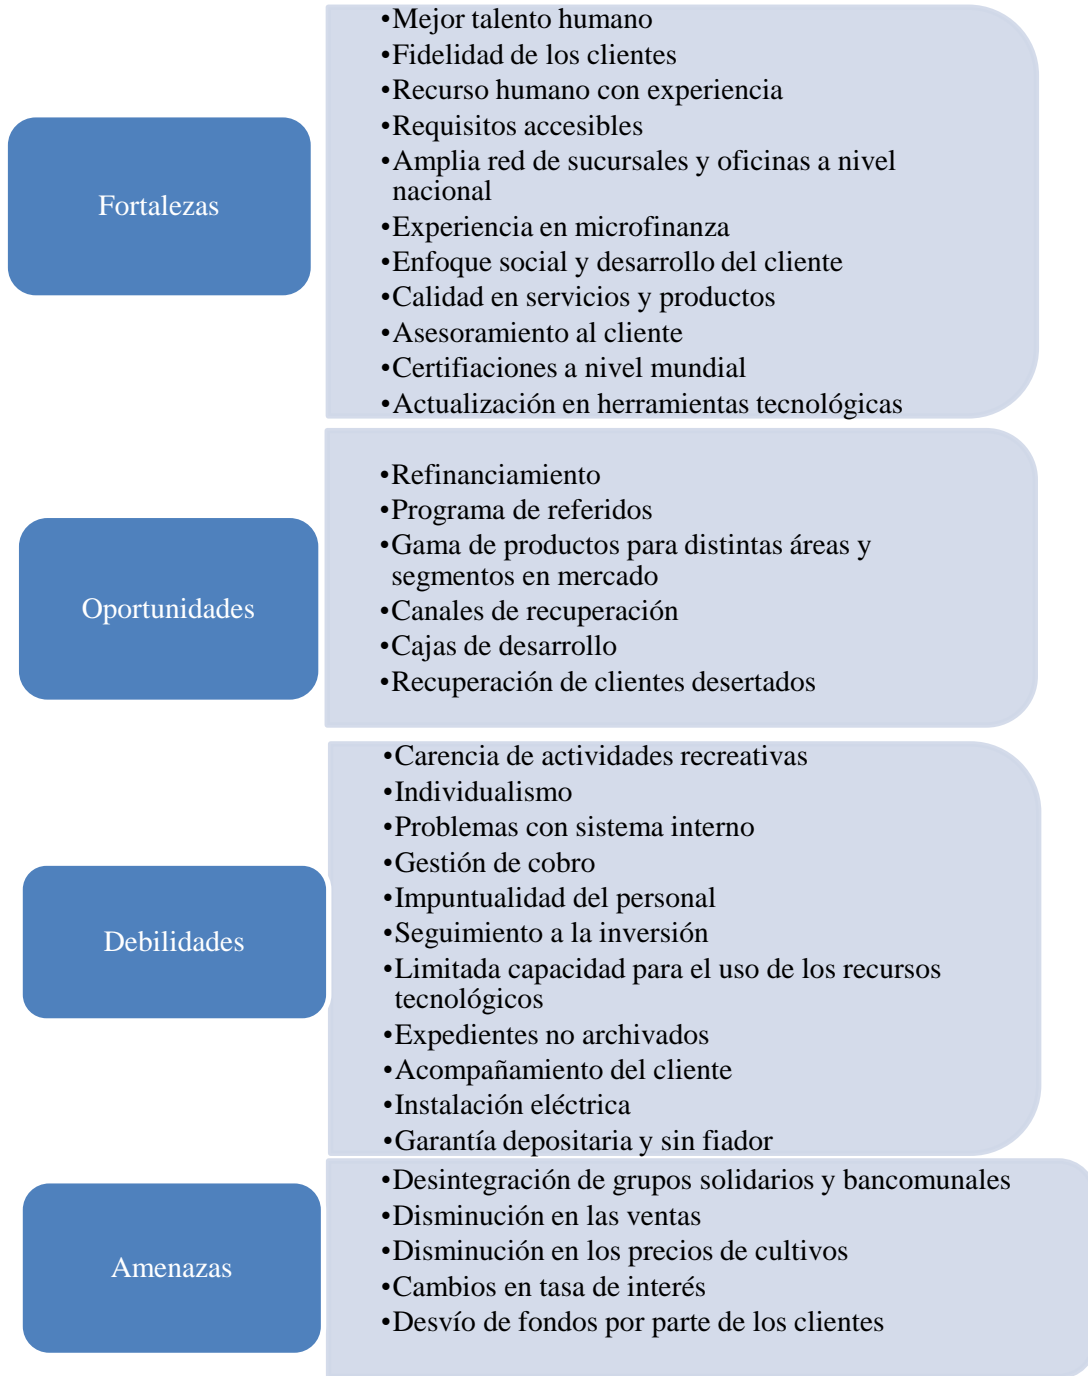 Fortalezas
•Mejor talento humano
•Fidelidad de los clientes
•Recurso humano con experiencia
•Requisitos accesibles
•Amplia red de sucursales y oficinas a nivel
nacional
•Experiencia en microfinanza
•Enfoque social y desarrollo del cliente
•Calidad en servicios y productos
•Asesoramiento al cliente
•Certifiaciones a nivel mundial
•Actualización en herramientas tecnológicas
Oportunidades
•Refinanciamiento
•Programa de referidos
•Gama de productos para distintas áreas y
segmentos en mercado
•Canales de recuperación
•Cajas de desarrollo
•Recuperación de clientes desertados
Debilidades
•Carencia de actividades recreativas
•Individualismo
•Problemas con sistema interno
•Gestión de cobro
•Impuntualidad del personal
•Seguimiento a la inversión
•Limitada capacidad para el uso de los recursos
tecnológicos
•Expedientes no archivados
•Acompañamiento del cliente
•Instalación eléctrica
•Garantía depositaria y sin fiador
Amenazas
•Desintegración de grupos solidarios y bancomunales
•Disminución en las ventas
•Disminución en los precios de cultivos
•Cambios en tasa de interés
•Desvío de fondos por parte de los clientes